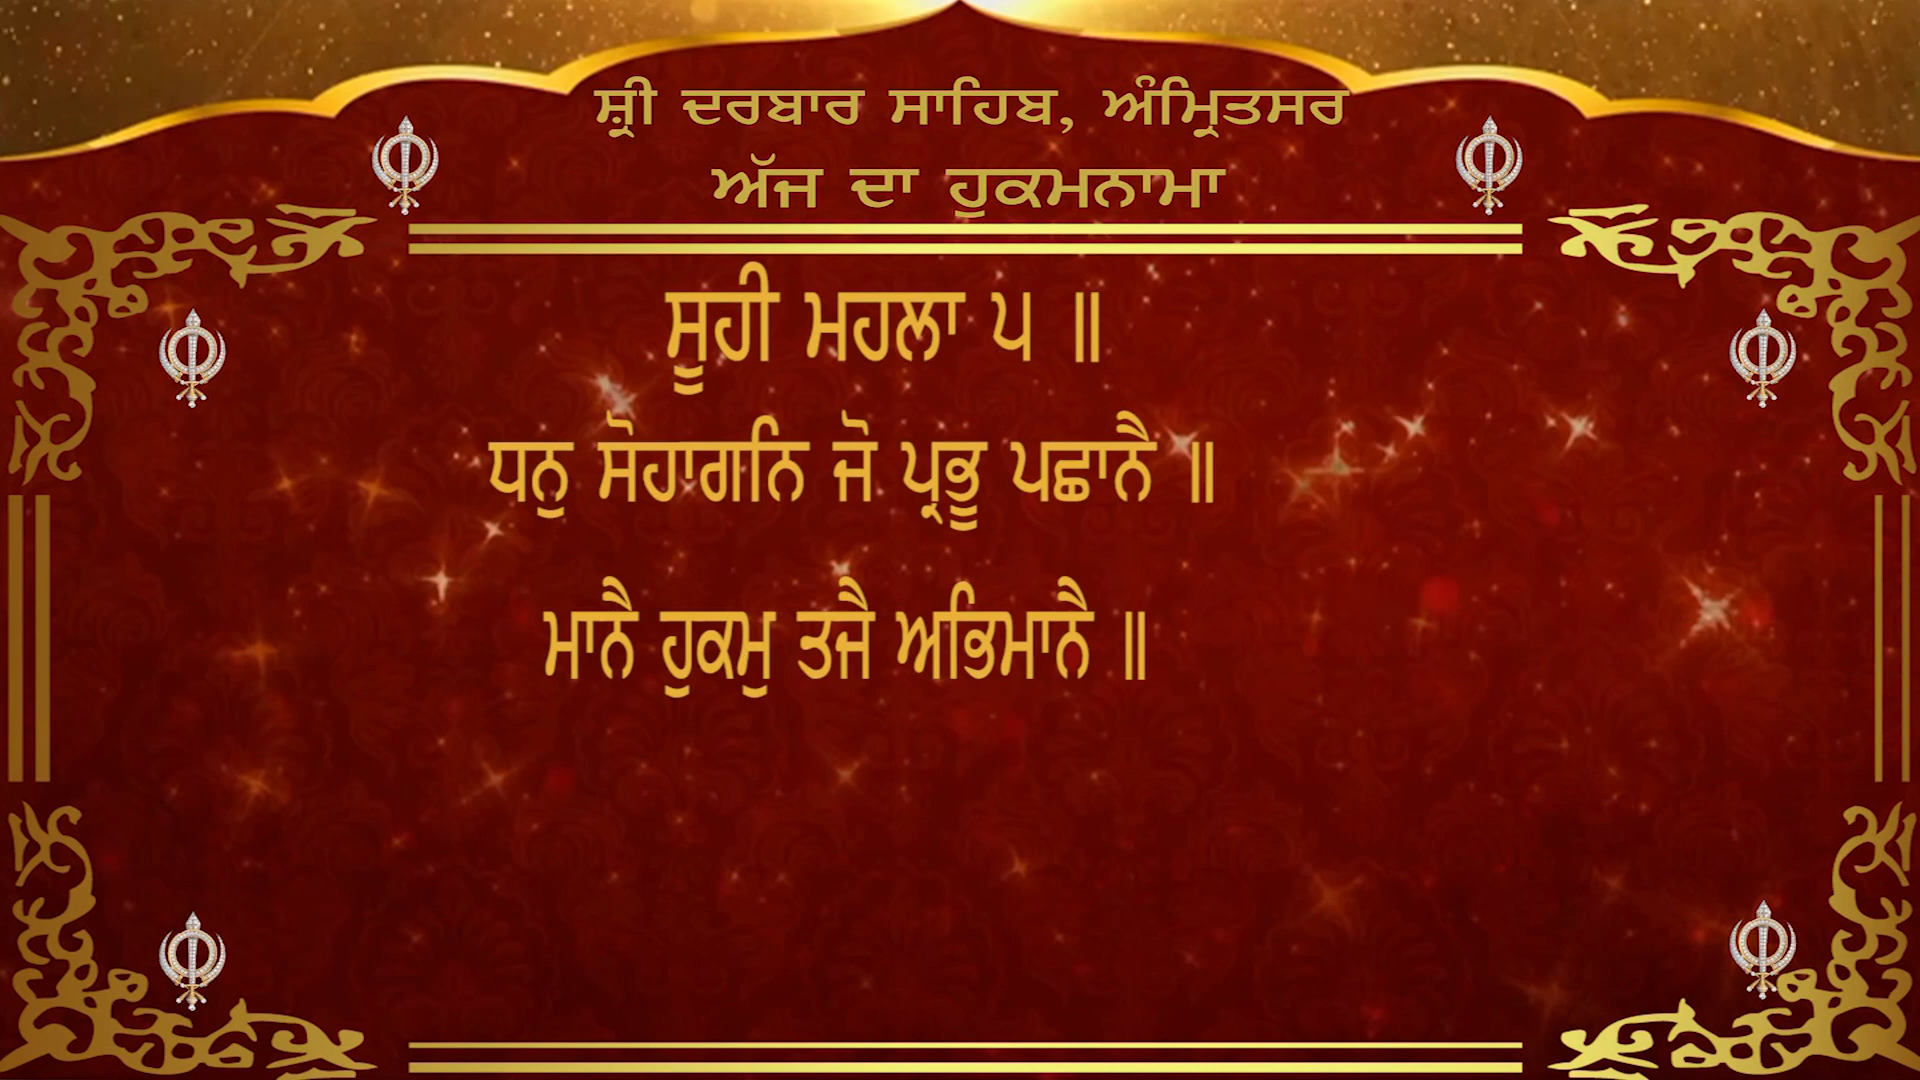 ਸ਼੍ਰੀ ਦਰਬਾਰ ਸਾਹਿਬ, ਅੰਮ੍ਰਿਤਸਰ
ਅੱਜ ਦਾ ਹੁਕਮਨਾਮਾ
ਸੂਹੀ ਮਹਲਾ ੫ ॥
ਧਨੁ ਸੋਹਾਗਨਿ ਜੋ ਪ੍ਰਭੂ ਪਛਾਨੈ ॥
ਮਾਨੈ ਹੁਕਮੁ ਤਜੈ ਅਭਿਮਾਨੈ ॥